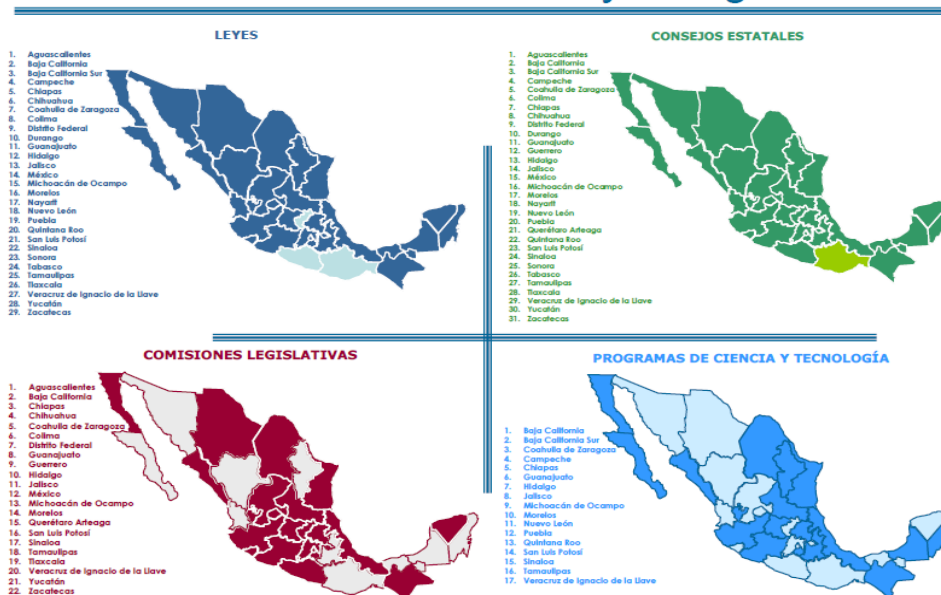 LEYES
1. Aguascalientes
2. Baja California
3. Baja California Sur
4. Campeche
5. Chiapas
6. Chihuahua
7. Coahuila de Zaragoza
8. Colima
9. Distrito Federal
10. Durango
11. Guanajuato
12. Hidalgo
13. Jalisco
14. México
15. Michoacán de Ocampo
16. Morelos
17. Nayarit
18. Nuevo León
19. Puebla
20. Quintana Roo
21. San Luis Potosí
22. Sinaloa
23. Sonora
24. Tabasco
25. Tamaulipas
26. Tlaxcala
27. Veracruz de Ignacio de la Llave
28. Yucatán
29. Zacatecas
CONSEJOS ESTATALES
1. Aguascalientes
2. Baja California
3. Baja California Sur
4. Campeche
5. Coahuila de Zaragoza
6. Colima
7. Chiapas
8. Chihuahua
9. Distrito Federal
10. Durango
11. Guanajuato
12. Guerrero
13. Hidalgo
14. Jalisco
15. México
16. Michoacán de Ocampo
17. Morelos
18. Nayarit
19. Nuevo León
20. Puebla
21. Querétaro Arteaga
22. Quintana Roo
23. San Luis Potosí
24. Sinaloa
25. Sonora
26. Tabasco
27. Tamaulipas
28. Tlaxcala
29. Veracruz de Ignacio de la Llave
30. Yucatán
31. Zacatecas
COMISIONES LEGISLATIVAS
1. Aguascalientes
2. Baja California
3. Chiapas
4. Chihuahua
5. Coahuila de Zaragoza
6. Colima
7. Distrito Federal
8. Guanajuato
9. Guerrero
10. Hidalgo
11. Jalisco
12. México
13. Michoacán de Ocampo
14. Morelos
15. Querétaro Arteaga
16. San Luis Potosí
17. Sinaloa
18. Tamaulipas
19. Tlaxcala
20. Veracruz de Ignacio de la Llave
21. Yucatán
22. Zacatecas
PROGRAMAS DE CIENCIA Y TECNOLOGÍA
1. Baja California
2. Baja California Sur
3. Coahuila de Zaragoza
4. Campeche
5. Chiapas
6. Guanajuato
7. Hidalgo
8. Jalisco
9. Michoacán de Ocampo
10. Morelos
11. Nuevo León
12. Puebla
13. Quintana Roo
14. San Luis Potosí
15. Sinaloa
16. Tamaulipas
17. Veracruz de Ignacio de la Llave